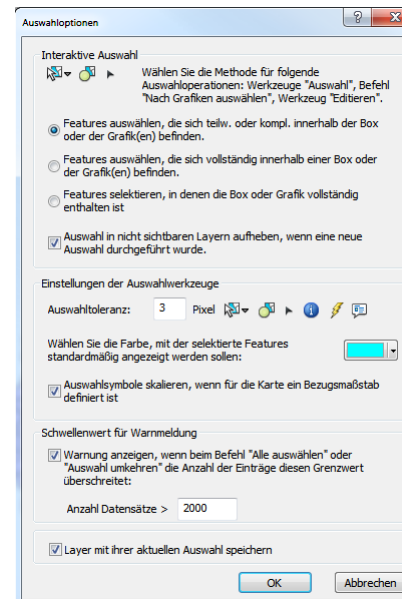 Auswahloptionen
Interaktive Auswahl
Wählen Sie die Methode für folgende
Auswahloperationen: Werkzeuge "Auswahl", Befehl
"Nach Grafiken auswählen", Werkzeug "Editieren".
Features auswählen, die sich teilw. oder kompl. innerhalb der Box
oder der Grafik(en) befinden.
Features auswählen, die sich vollständig innerhalb einer Box oder
der Grafik(en) befinden.
Features selektieren, in denen die Box oder Grafik vollständig
enthalten ist
Auswahl in nicht sichtbaren Layern aufheben, wenn eine neue
Auswahl durchgeführt wurde.
Einstellungen der Auswahlwerkzeuge
Auswahltoleranz: 3 Pixel
Wählen Sie die Farbe, mit der selektierte Features
standardmäßig angezeigt werden sollen:
Auswahlsymbole skalieren, wenn für die Karte ein Bezugsmaßstab
definiert ist
Schwellenwert für Warnmeldung
Warnung anzeigen, wenn beim Befehl "Alle auswählen" oder
"Auswahl umkehren" die Anzahl der Einträge diesen Grenzwert
überschreitet:
Anzahl Datensätze > 2000
Layer mit ihrer aktuellen Auswahl speichern
OK Abbrechen